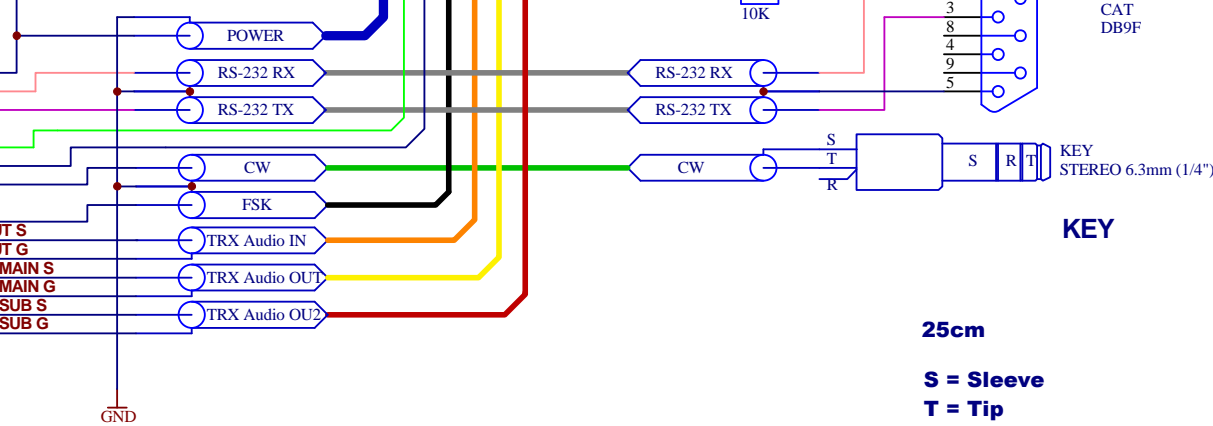 10K
3
8
4
9
5
CAT
DB9F
POWER
RS-232 RX
RS-232 RX
RS-232 TX
RS-232 TX
CW
CW
S
T
R
S R T
KEY
STEREO 6.3mm (1/4")
KEY
FSK
UT S
TRX Audio IN
UT G
MAIN S
TRX Audio OUT
MAIN G
SUB S
TRX Audio OU2
SUB G
25cm
S = Sleeve
T = Tip
GND